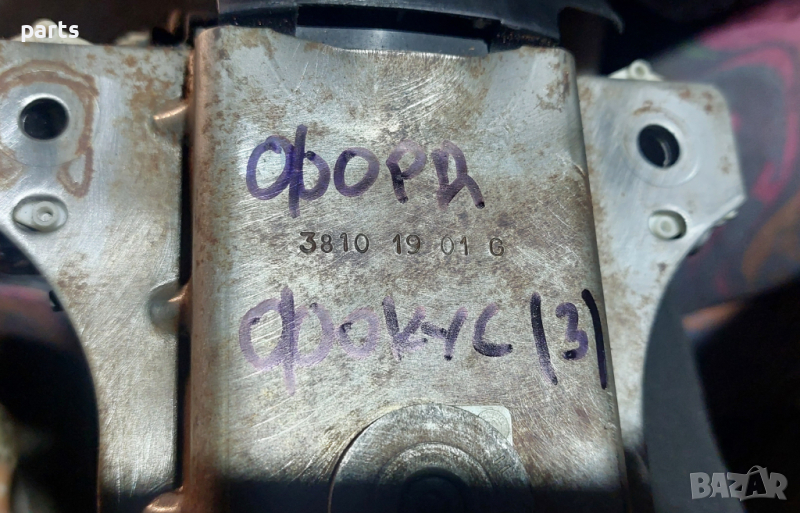 parts
ФОРД
3810 19 01 G
ФОКУС (3)
BAZAR